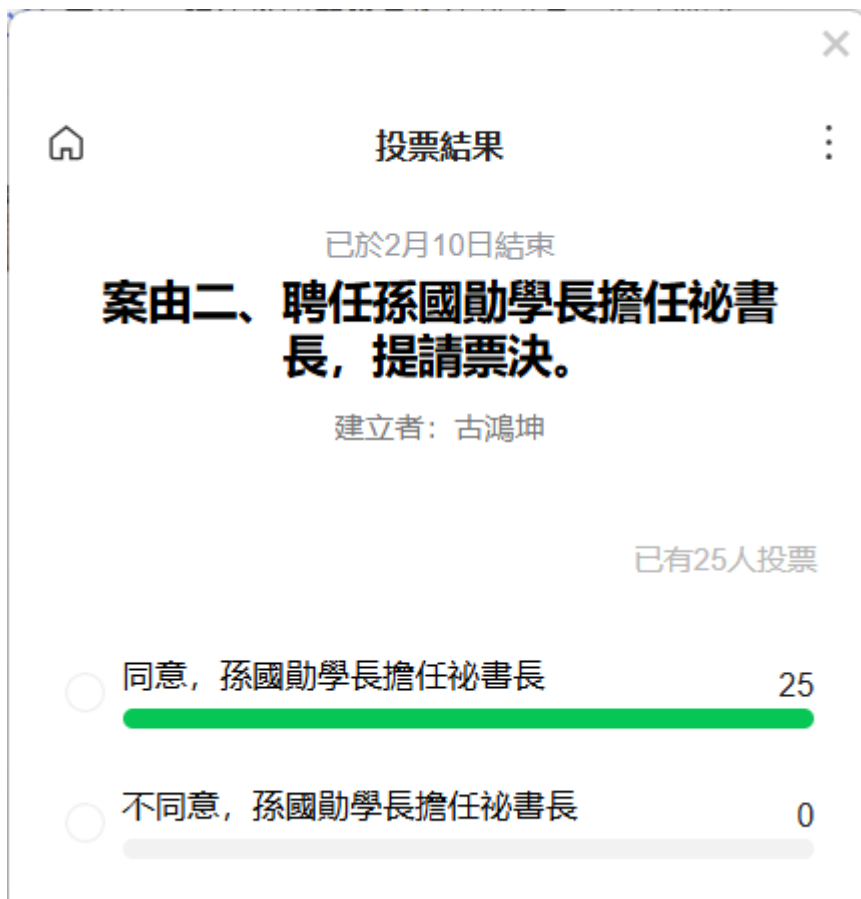 投票結果
已於2月10日結束
案由二、聘任孫國勛學長擔任祕書
長，提請票決。
建立者：古鴻坤
已有25人投票
同意，孫國勛學長擔任祕書長
25
不同意，孫國勛學長擔任祕書長
0